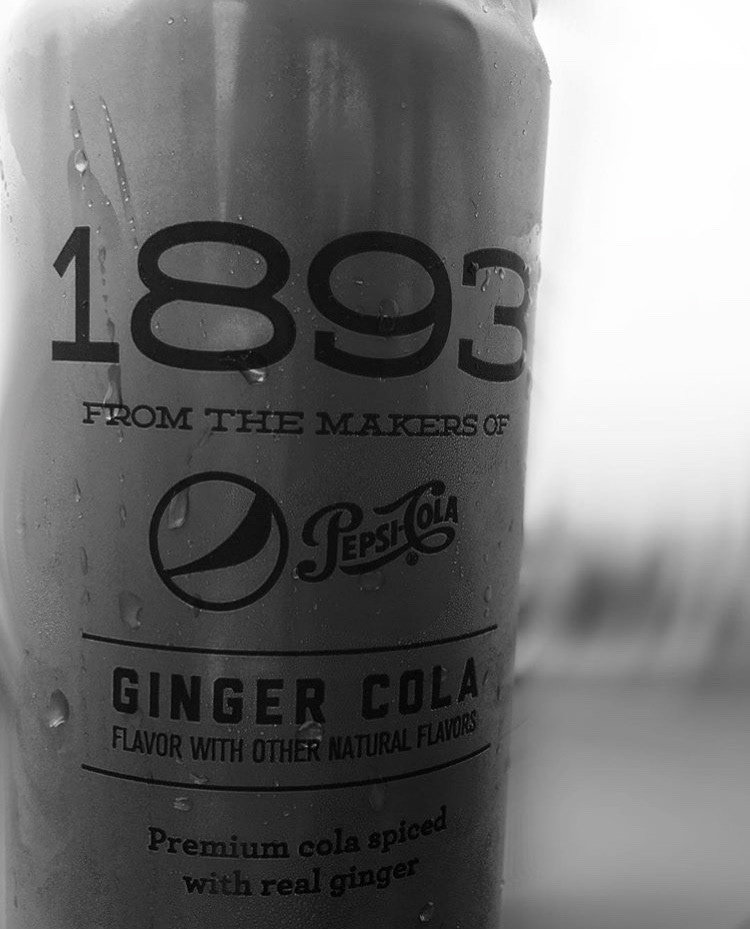 1893
FROM THE MAKERS OF
PEPSI-COLA ®
GINGER COLA
FLAVOR WITH OTHER NATURAL FLAVORS
Premium cola spiced
with real ginger